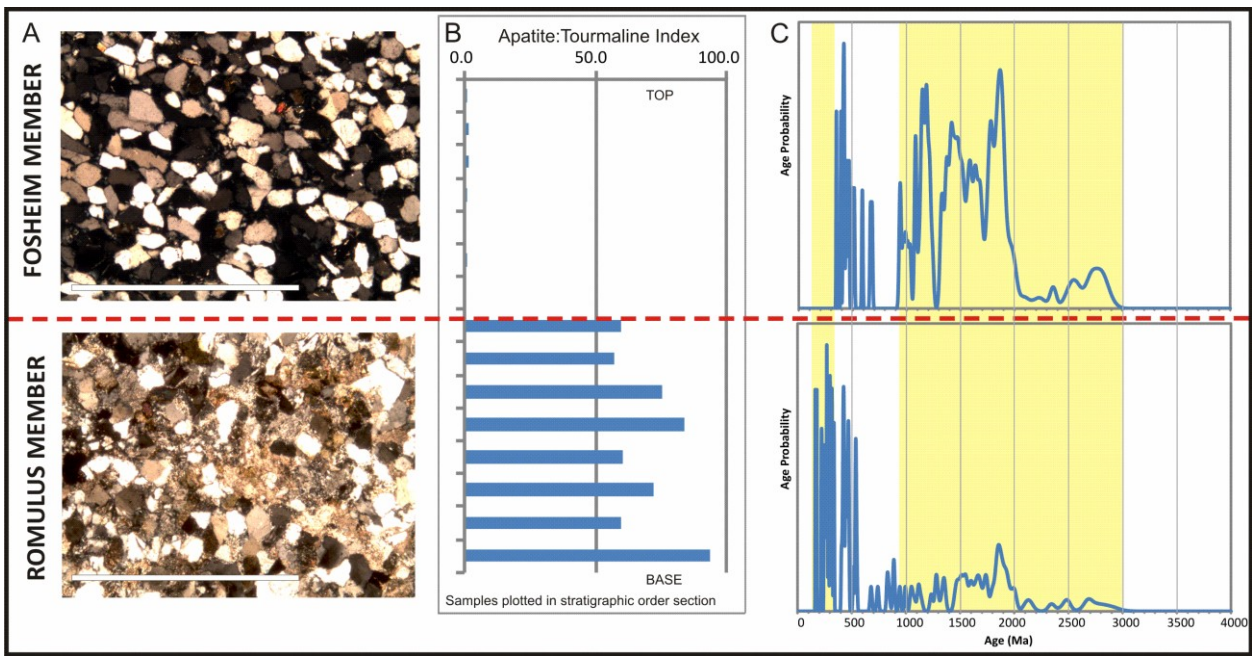 A
B
C
FOSHEIM MEMBER
ROMULUS MEMBER
Apatite:Tourmaline Index
0.0 50.0 100.0
TOP
BASE
Samples plotted in stratigraphic order section
Age Probability
Age Probability
0 500 1000 1500 2000 2500 3000 3500 4000
Age (Ma)